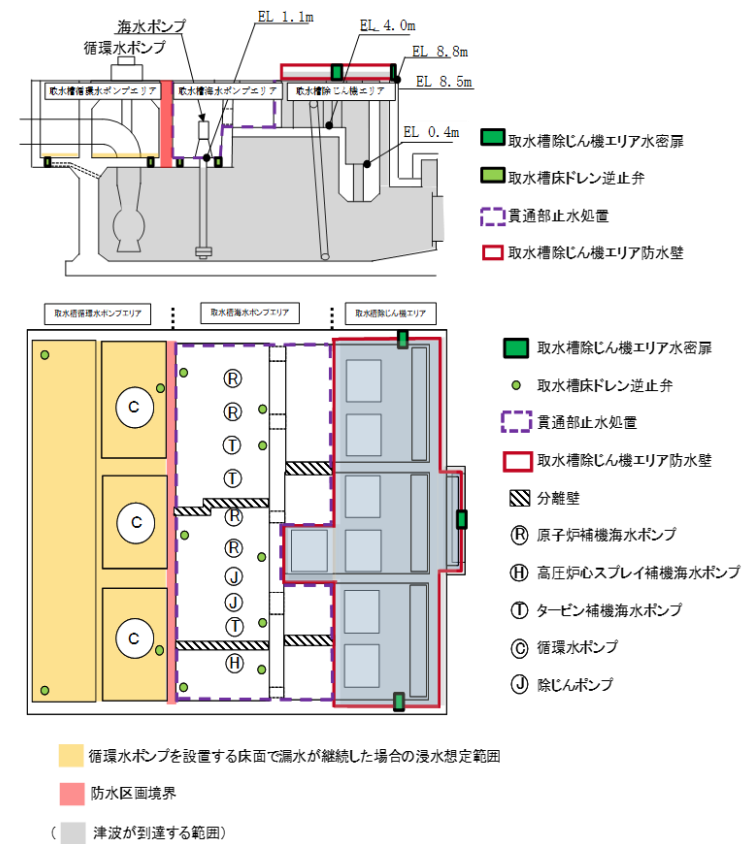 海水ポンプ
EL 1.1m
EL 4.0m
循環水ポンプ
EL 8.8m
EL 8.5m
取水槽循環水ポンプエリア
取水槽海水ポンプエリア
取水槽除じん機エリア
EL 0.4m
取水槽除じん機エリア水密扉
取水槽床ドレン逆止弁
貫通部止水処置
取水槽除じん機エリア防水壁
取水槽循環水ポンプエリア
取水槽海水ポンプエリア
取水槽除じん機エリア
C
C
C
R
R
T
T
R
R
J
J
T
H
取水槽除じん機エリア水密扉
取水槽床ドレン逆止弁
貫通部止水処置
取水槽除じん機エリア防水壁
分離壁
R 原子炉補機海水ポンプ
H 高圧炉心スプレイ補機海水ポンプ
T タービン補機海水ポンプ
C 循環水ポンプ
J 除じんポンプ
循環水ポンプを設置する床面で漏水が継続した場合の浸水想定範囲
防水区画境界
( 津波が到達する範囲)